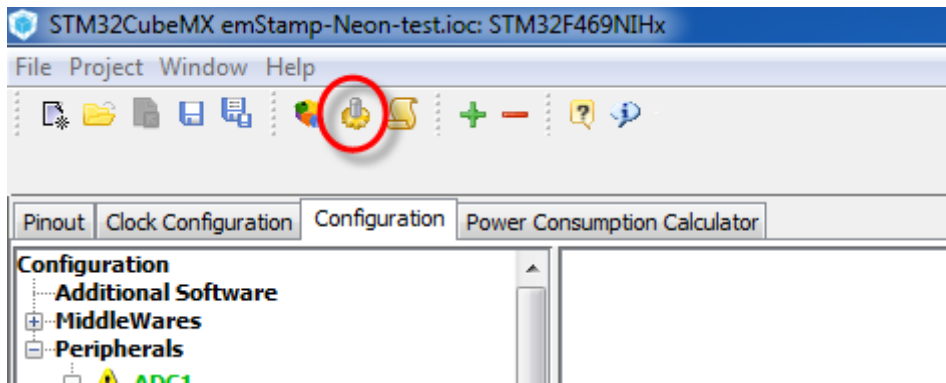 STM32CubeMX emStamp-Neon-test.ioc: STM32F469NIHx
File Project Window Help
Pinout Clock Configuration Configuration Power Consumption Calculator
Configuration
Additional Software
MiddleWares
Peripherals
ADC1